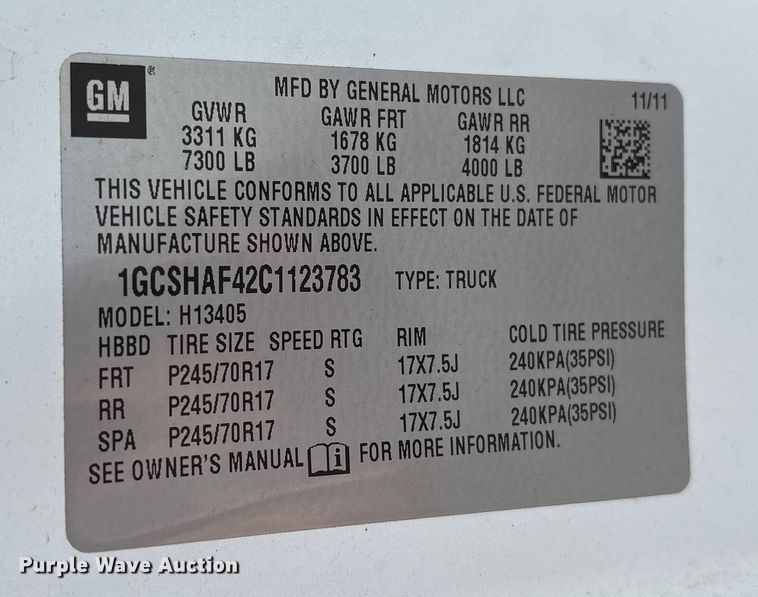 GM®
MFD BY GENERAL MOTORS LLC 11/11
GVWR GAWR FRT GAWR RR
3311 KG 1678 KG 1814 KG
7300 LB 3700 LB 4000 LB
THIS VEHICLE CONFORMS TO ALL APPLICABLE U.S. FEDERAL MOTOR
VEHICLE SAFETY STANDARDS IN EFFECT ON THE DATE OF
MANUFACTURE SHOWN ABOVE.
1GCSHAF42C1123783 TYPE: TRUCK
MODEL: H13405
HBBD TIRE SIZE SPEED RTG RIM COLD TIRE PRESSURE
FRT P245/70R17 S 17X7.5J 240KPA(35PSI)
RR P245/70R17 S 17X7.5J 240KPA(35PSI)
SPA P245/70R17 S 17X7.5J 240KPA(35PSI)
SEE OWNER'S MANUAL i FOR MORE INFORMATION.
Purple Wave Auction